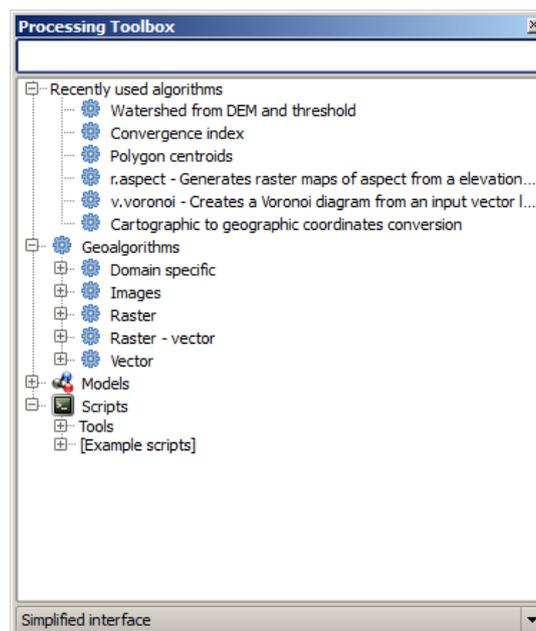 Processing Toolbox
Recently used algorithms
Watershed from DEM and threshold
Convergence index
Polygon centroids
r.aspect - Generates raster maps of aspect from a elevation...
v.voronoi - Creates a Voronoi diagram from an input vector l...
Cartographic to geographic coordinates conversion
Geoalgorithms
Domain specific
Images
Raster
Raster - vector
Vector
Models
Scripts
Tools
[Example scripts]
Simplified interface